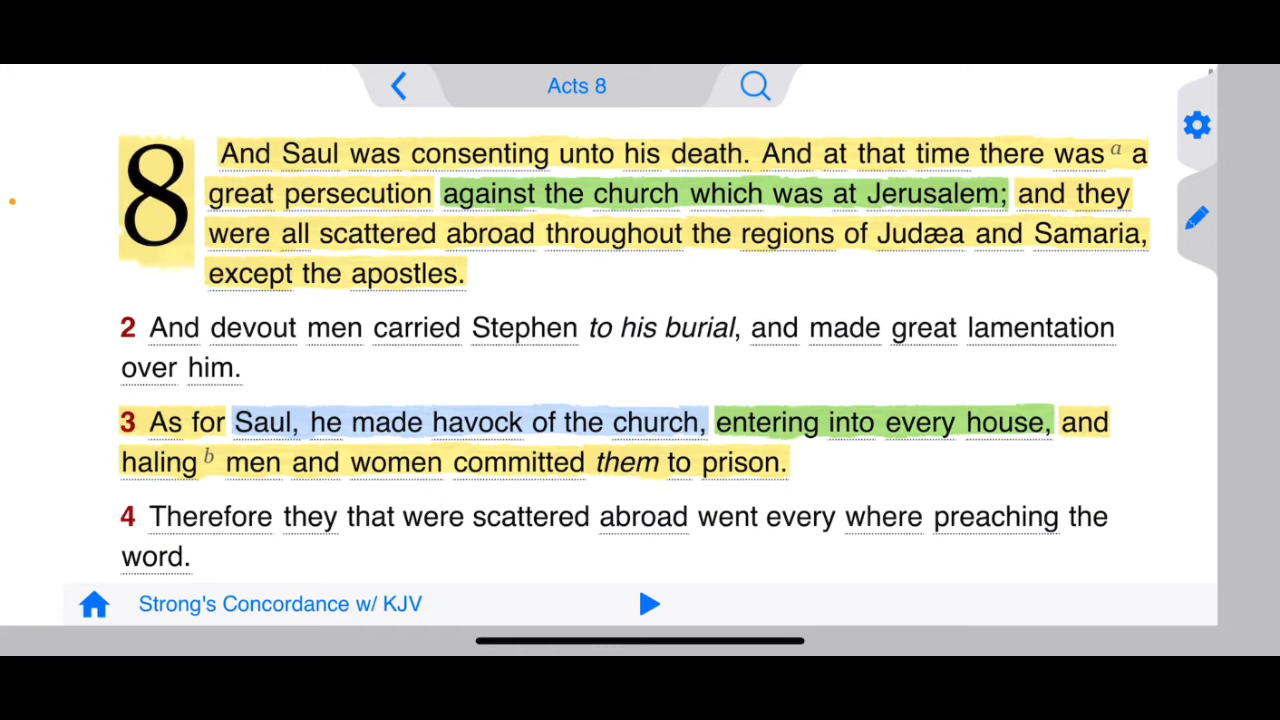 Acts 8
8 And Saul was consenting unto his death. And at that time there was a a
great persecution against the church which was at Jerusalem; and they
were all scattered abroad throughout the regions of Judæa and Samaria,
except the apostles.
2 And devout men carried Stephen to his burial, and made great lamentation
over him.
3 As for Saul, he made havock of the church, entering into every house, and
haling b men and women committed them to prison.
4 Therefore they that were scattered abroad went every where preaching the
word.
Strong's Concordance w/ KJV